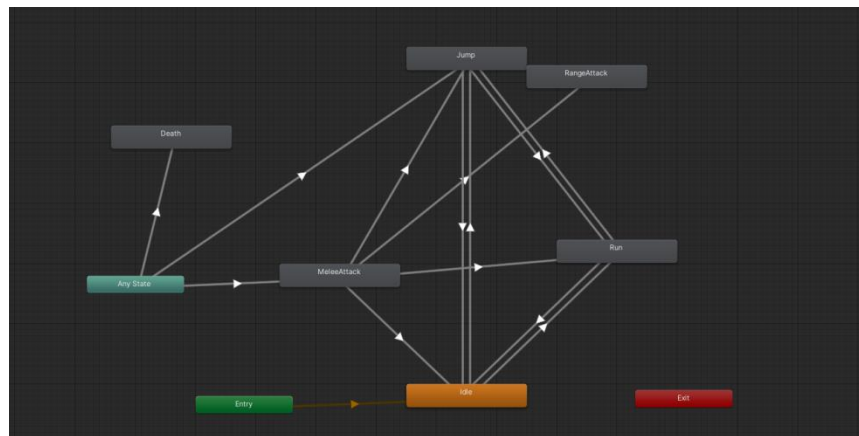 Jump
RangeAttack
Death
Run
MeleeAttack
Any State
Idle
Exit
Entry